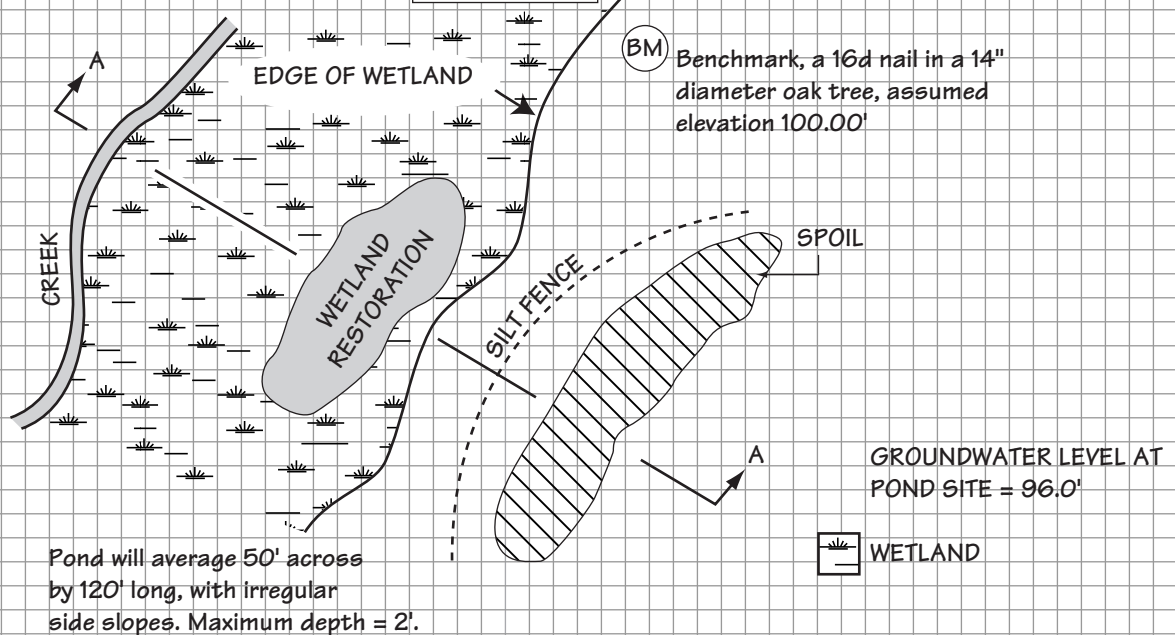 A
BM
Benchmark, a 16d nail in a 14"
diameter oak tree, assumed
elevation 100.00'
EDGE OF WETLAND
CREEK
WETLAND
RESTORATION
SILT FENCE
SPOIL
A
GROUNDWATER LEVEL AT
POND SITE = 96.0'
WETLAND
Pond will average 50' across
by 120' long, with irregular
side slopes. Maximum depth = 2'.